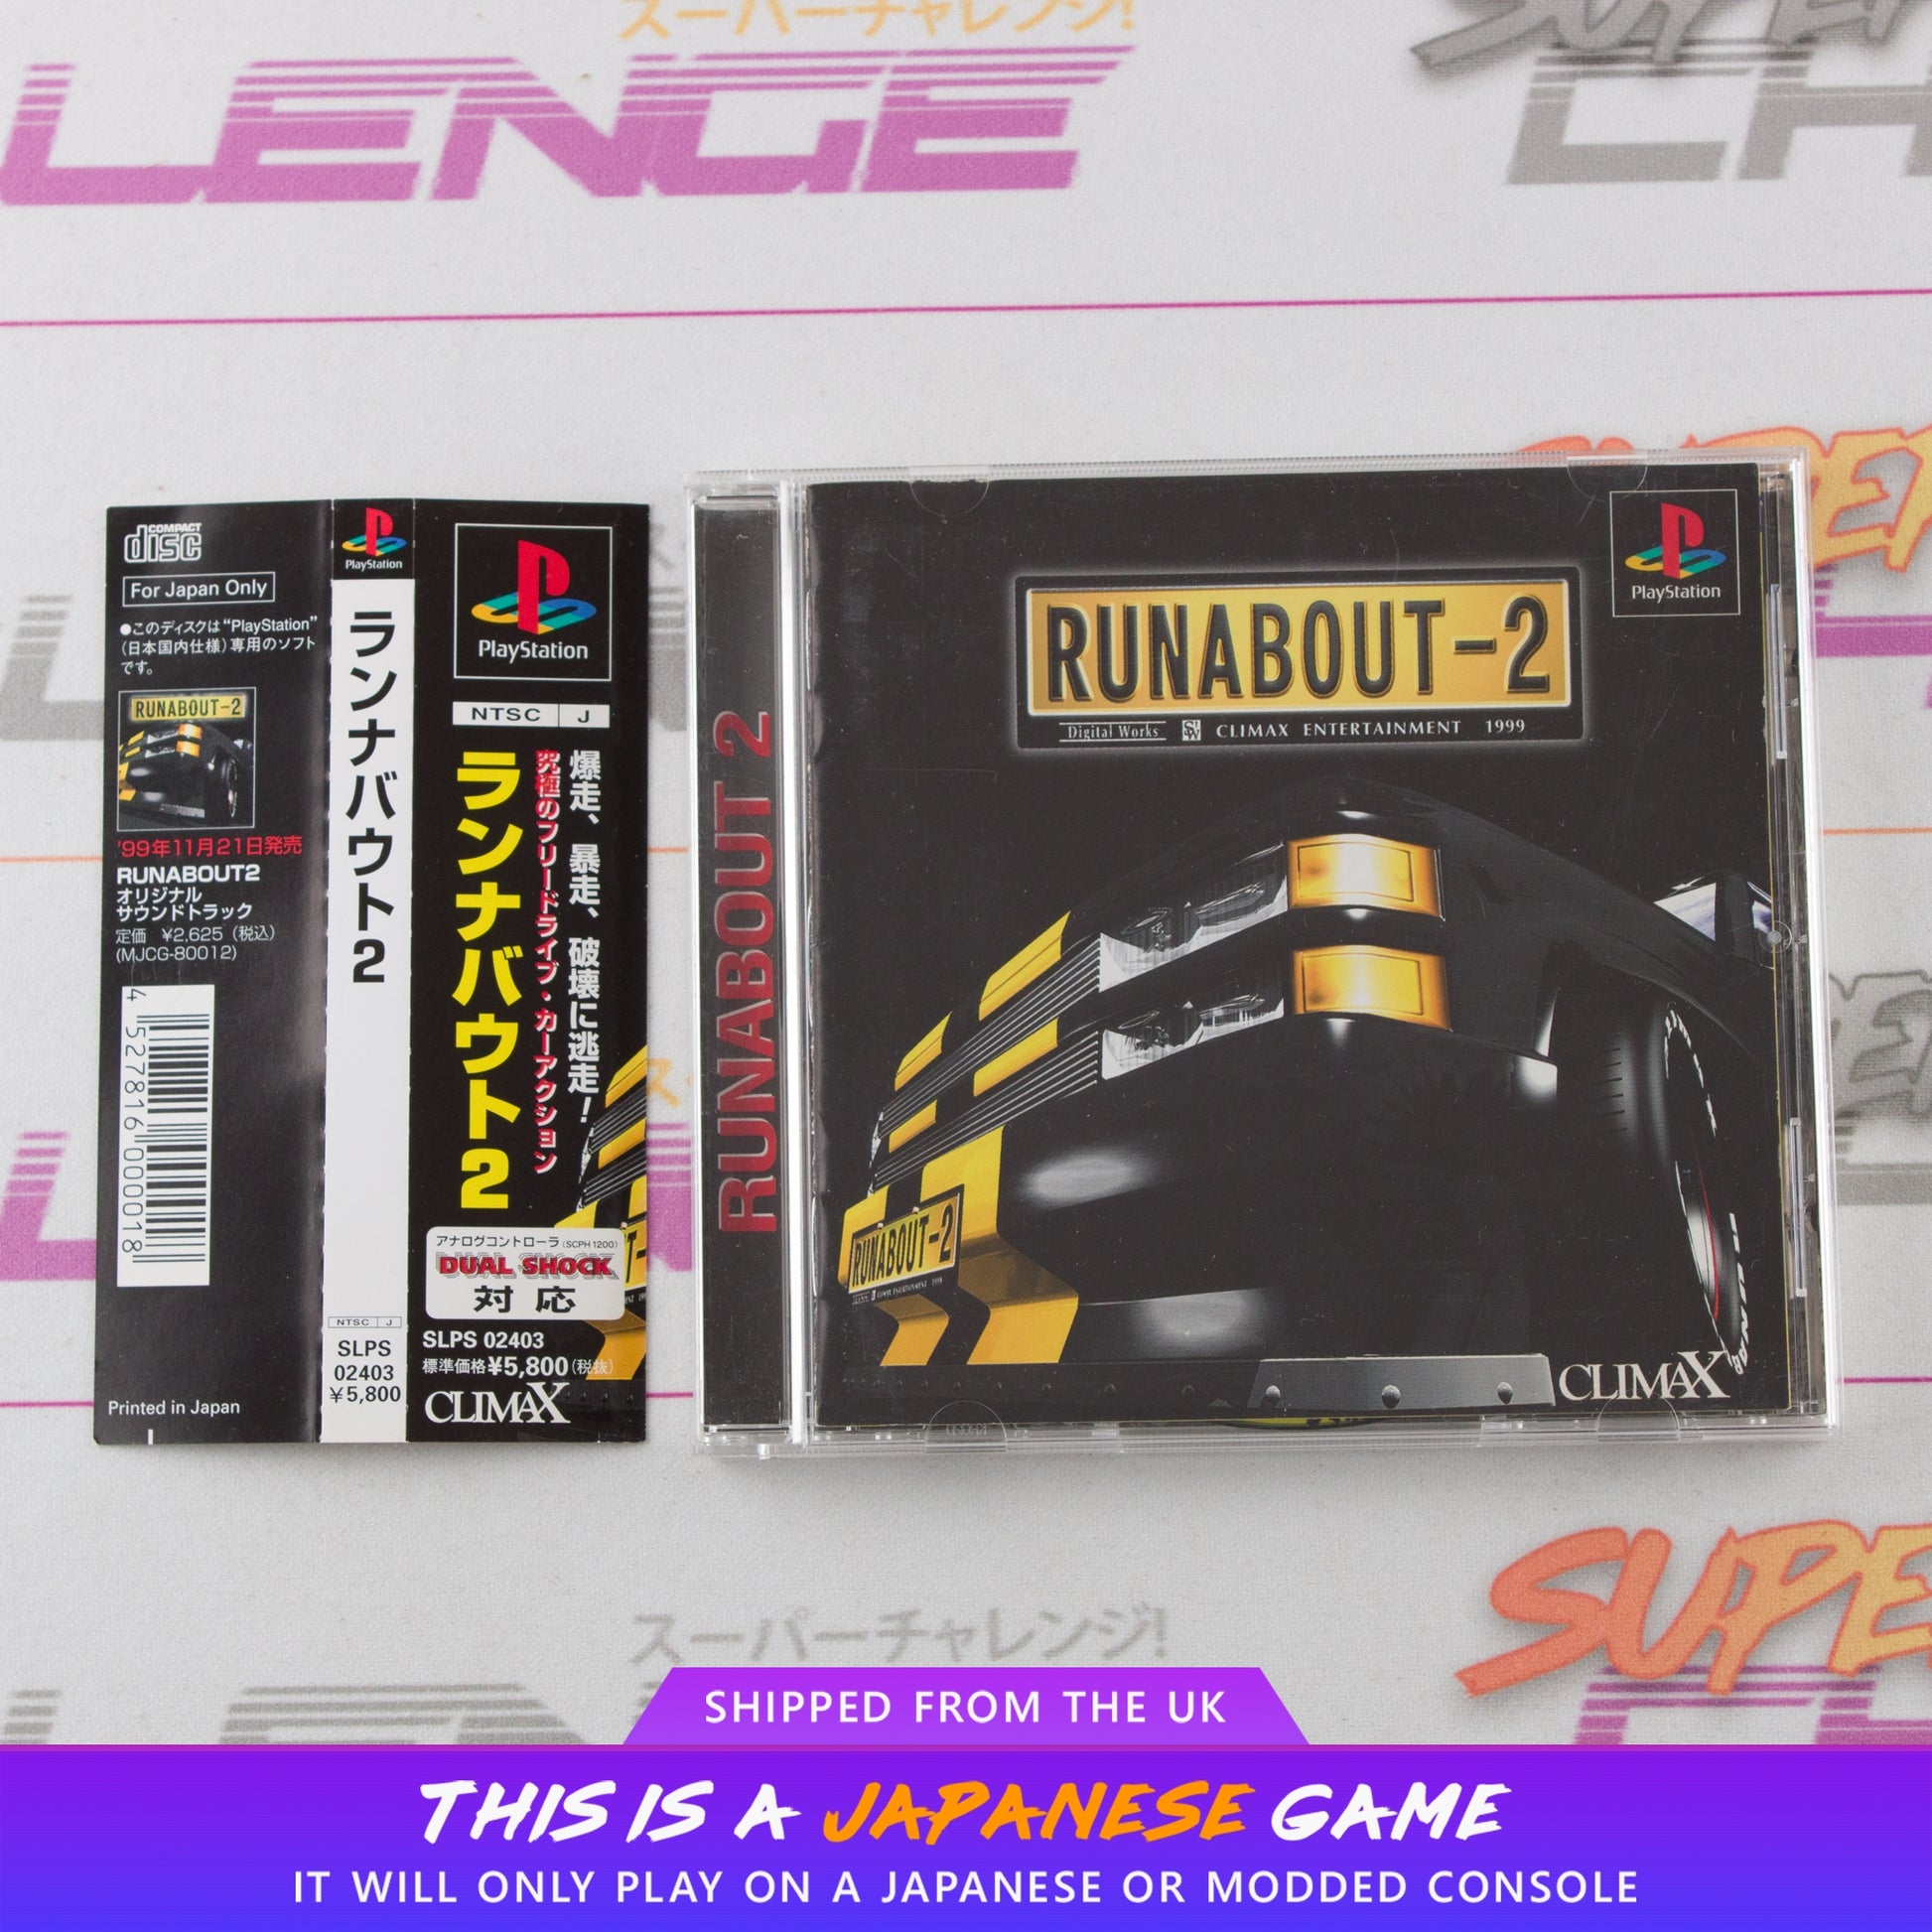 スーパーチャレンジ!
LENGE
SUPER
CH
COMPACT
disc
For Japan Only
●このディスクは“PlayStation”
(日本国内仕様)専用のソフト
です。
RUNABOUT-2
'99年11月21日発売
RUNABOUT2
オリジナル
サウンドトラック
定価 ¥2,625(税込)
(MJCG-80012)
4 527816 000018
Printed in Japan
PlayStation
ランナバウト2
NTSC J
SLPS
02403
¥5,800
PlayStation
NTSC J
爆走、暴走、破壊に逃走!
究極のフリードライブ・カーアクション
ランナバウト2
アナログコントローラ(SCPH 1200)
DUAL SHOCK
対応
SLPS 02403
標準価格¥5,800(税抜)
CLIMAX
RUNABOUT 2
PlayStation
RUNABOUT-2
Digital Works CLIMAX ENTERTAINMENT 1999
RUNABOUT-2
CLIMAX
スーパーチャレンジ!
SUPE
LENG
SHIPPED FROM THE UK
THIS IS A JAPANESE GAME
IT WILL ONLY PLAY ON A JAPANESE OR MODDED CONSOLE